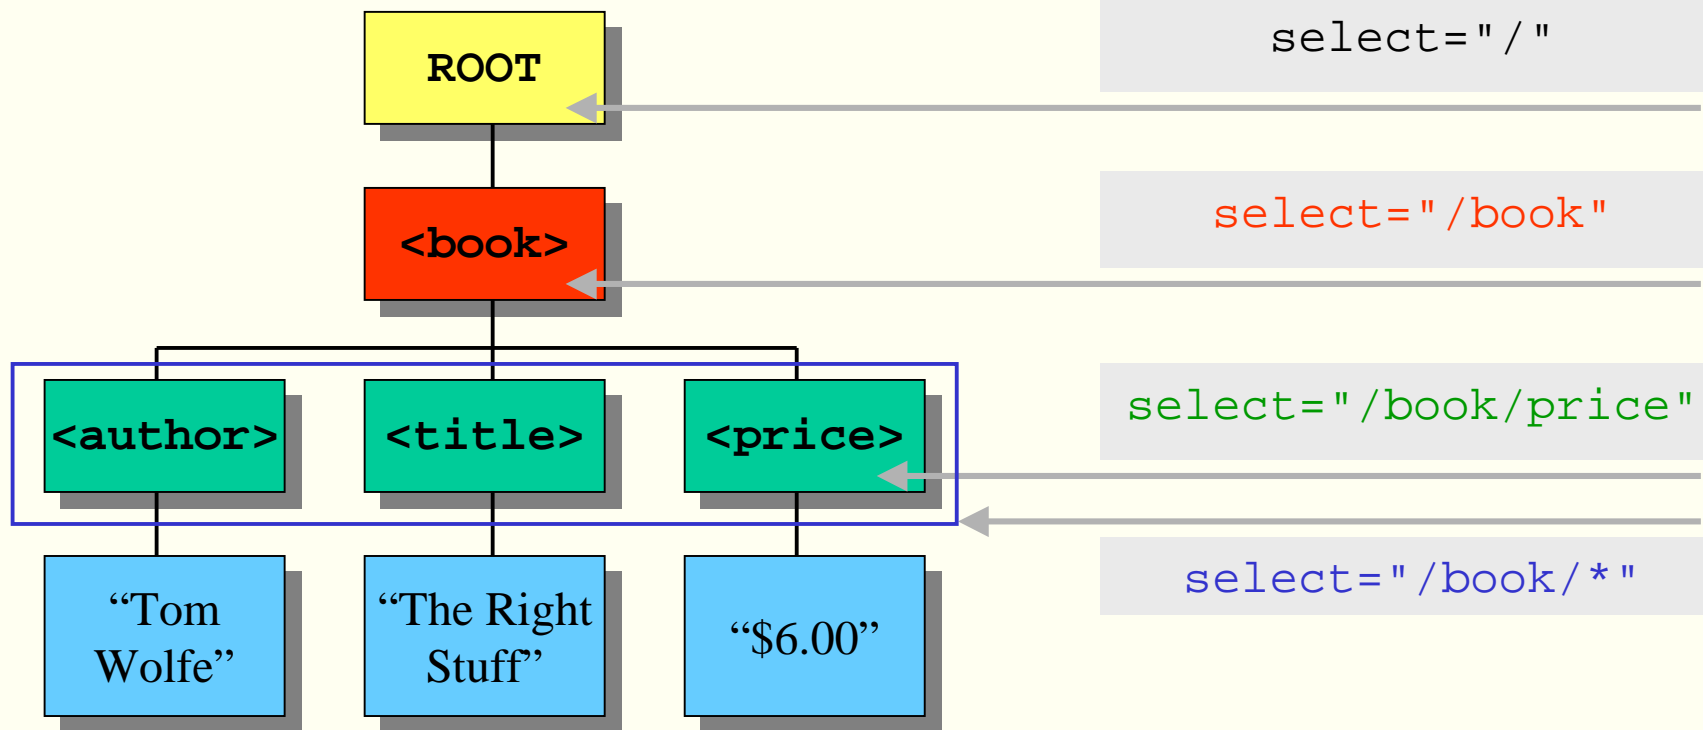 select="/"
ROOT
select="/book"
<book>
select="/book/price"
<author>
<title>
<price>
select="/book/*"
“Tom
Wolfe”
“The Right
Stuff”
“$6.00”